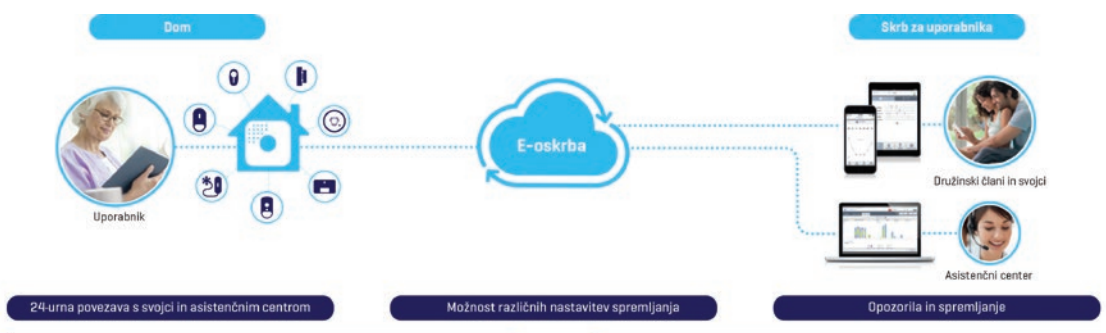 Dom
Skrb za uporabnika
E-oskrba
Družinski člani in svojci
Uporabnik
Asistenčni center
24-urna povezava s svojci in asistenčnim centrom
Možnost različnih nastavitev spremljanja
Opozorila in spremljanje